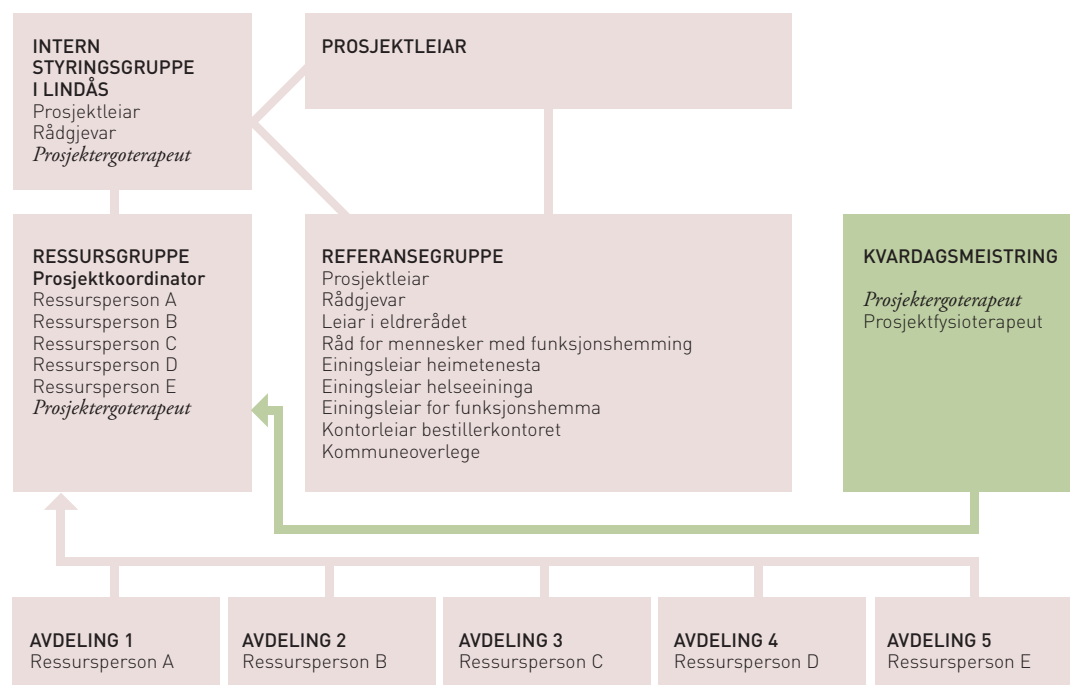 INTERN
STYRINGSGRUPPE
I LINDÅS
Prosjektleiar
Rådgjevar
Prosjektergoterapeut
PROSJEKTLEIAR
RESSURSGRUPPE
Prosjektkoordinator
Ressursperson A
Ressursperson B
Ressursperson C
Ressursperson D
Ressursperson E
Prosjektergoterapeut
REFERANSEGRUPPE
Prosjektleiar
Rådgjevar
Leiar i eldrerådet
Råd for mennesker med funksjonshemming
Einingsleiar heimetenesta
Einingsleiar helseeininga
Einingsleiar for funksjonshemma
Kontorleiar bestillerkontoret
Kommuneoverlege
KVARDAGSMEISTRING
Prosjektergoterapeut
Prosjektfysioterapeut
AVDELING 1
Ressursperson A
AVDELING 2
Ressursperson B
AVDELING 3
Ressursperson C
AVDELING 4
Ressursperson D
AVDELING 5
Ressursperson E